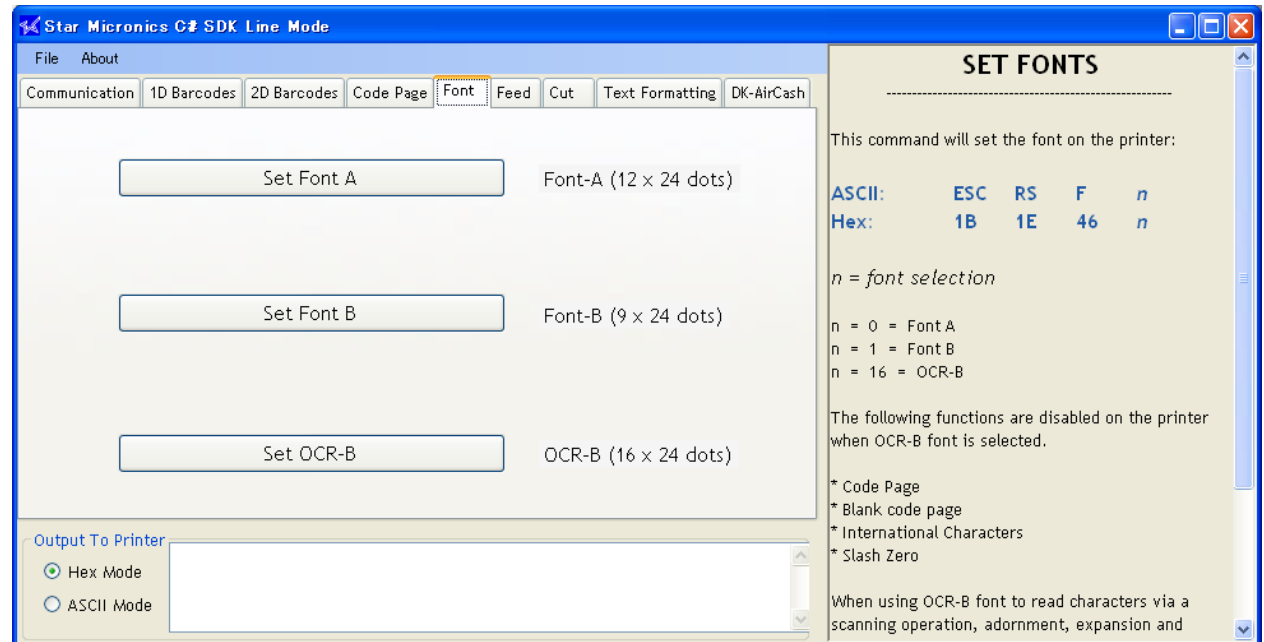 Star Micronics C# SDK Line Mode
File About
Communication 1D Barcodes 2D Barcodes Code Page Font Feed Cut Text Formatting DK-AirCash
Set Font A Font-A (12 x 24 dots)
Set Font B Font-B (9 x 24 dots)
Set OCR-B OCR-B (16 x 24 dots)
Output To Printer
Hex Mode
ASCII Mode
SET FONTS
------------------------------------------------------
This command will set the font on the printer:
ASCII: ESC RS F n
Hex: 1B 1E 46 n
n = font selection
n = 0 = Font A
n = 1 = Font B
n = 16 = OCR-B
The following functions are disabled on the printer
when OCR-B font is selected.
* Code Page
* Blank code page
* International Characters
* Slash Zero
When using OCR-B font to read characters via a
scanning operation, adornment, expansion and